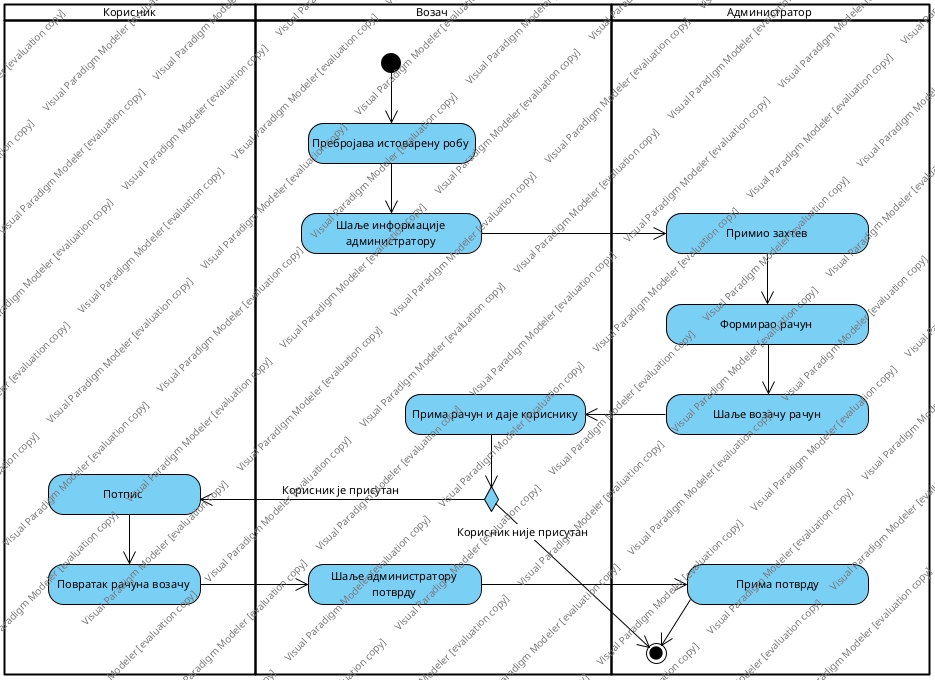 Корисник
Возач
Администратор
Пребројава истоварену робу
Шаље информације
администратору
Примио захтев
Формирао рачун
Шаље возачу рачун
Прима рачун и даје кориснику
Корисник је присутан
Потпис
Корисник није присутан
Повратак рачуна возачу
Шаље администратору
потврду
Прима потврду
Visual Paradigm Modeler [evaluation copy]